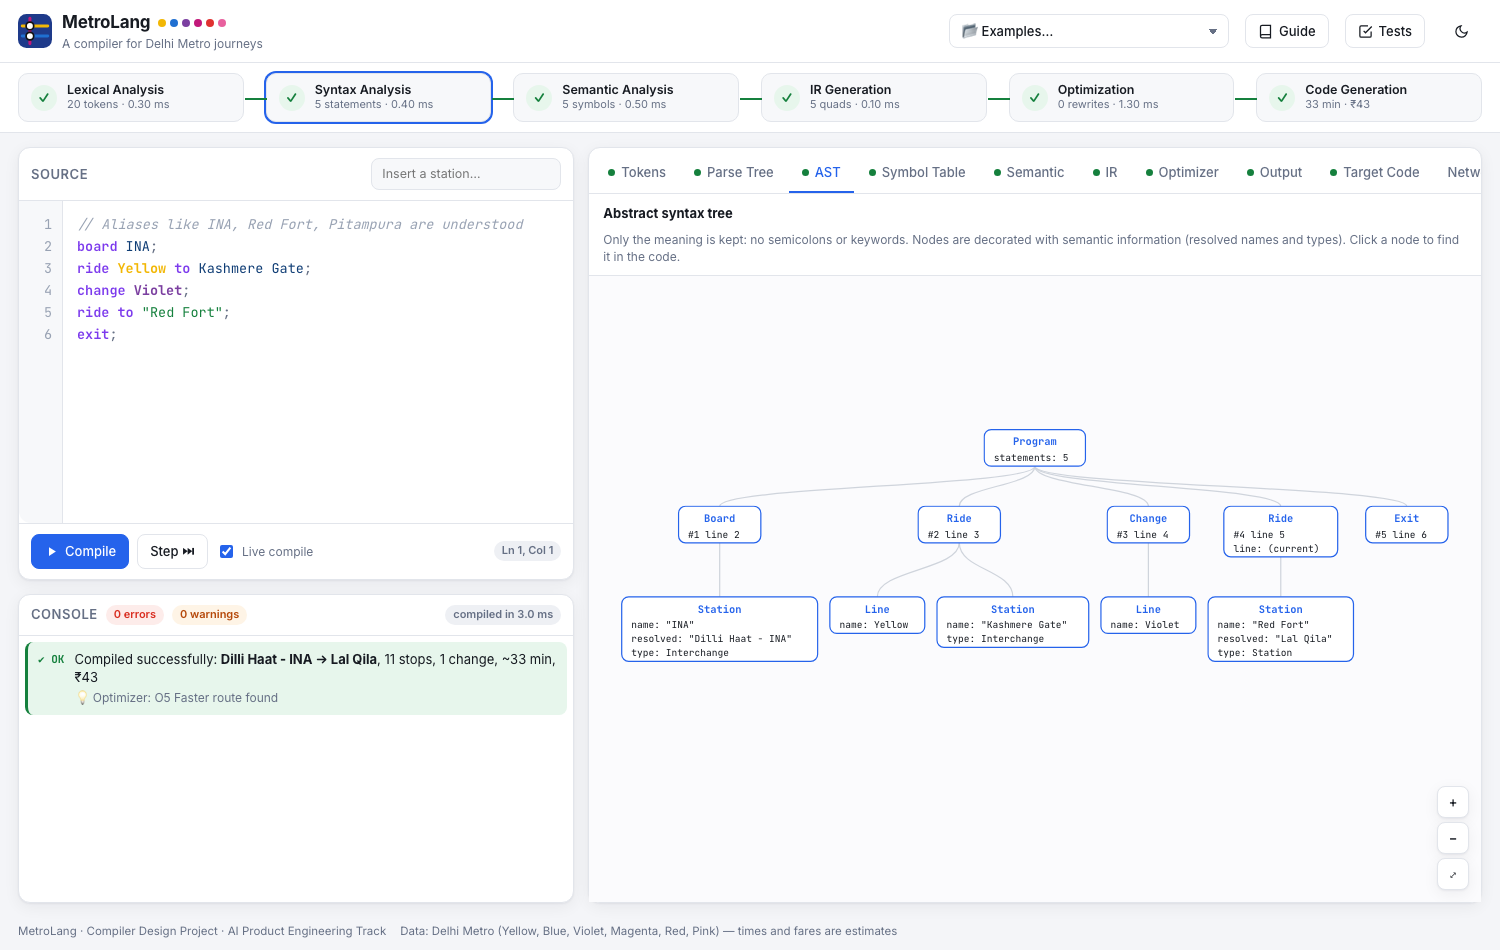 MetroLang
A compiler for Delhi Metro journeys
📂 Examples...
Guide
Tests
Lexical Analysis
20 tokens · 0.30 ms
Syntax Analysis
5 statements · 0.40 ms
Semantic Analysis
5 symbols · 0.50 ms
IR Generation
5 quads · 0.10 ms
Optimization
0 rewrites · 1.30 ms
Code Generation
33 min · ₹43
SOURCE
Insert a station...
1 // Aliases like INA, Red Fort, Pitampura are understood
2 board INA;
3 ride Yellow to Kashmere Gate;
4 change Violet;
5 ride to "Red Fort";
6 exit;
Compile
Step ⏭
Live compile
Ln 1, Col 1
CONSOLE
0 errors
0 warnings
compiled in 3.0 ms
✔ OK Compiled successfully: Dilli Haat - INA → Lal Qila, 11 stops, 1 change, ~33 min,
₹43
💡 Optimizer: O5 Faster route found
Tokens
Parse Tree
AST
Symbol Table
Semantic
IR
Optimizer
Output
Target Code
Netw
Abstract syntax tree
Only the meaning is kept: no semicolons or keywords. Nodes are decorated with semantic information (resolved names and types). Click a node to find
it in the code.
Program
statements: 5
Board
#1 line 2
Ride
#2 line 3
Change
#3 line 4
Ride
#4 line 5
line: (current)
Exit
#5 line 6
Station
name: "INA"
resolved: "Dilli Haat - INA"
type: Interchange
Line
name: Yellow
Station
name: "Kashmere Gate"
type: Interchange
Line
name: Violet
Station
name: "Red Fort"
resolved: "Lal Qila"
type: Station
+
−
⤢
MetroLang · Compiler Design Project · AI Product Engineering Track
Data: Delhi Metro (Yellow, Blue, Violet, Magenta, Red, Pink) — times and fares are estimates